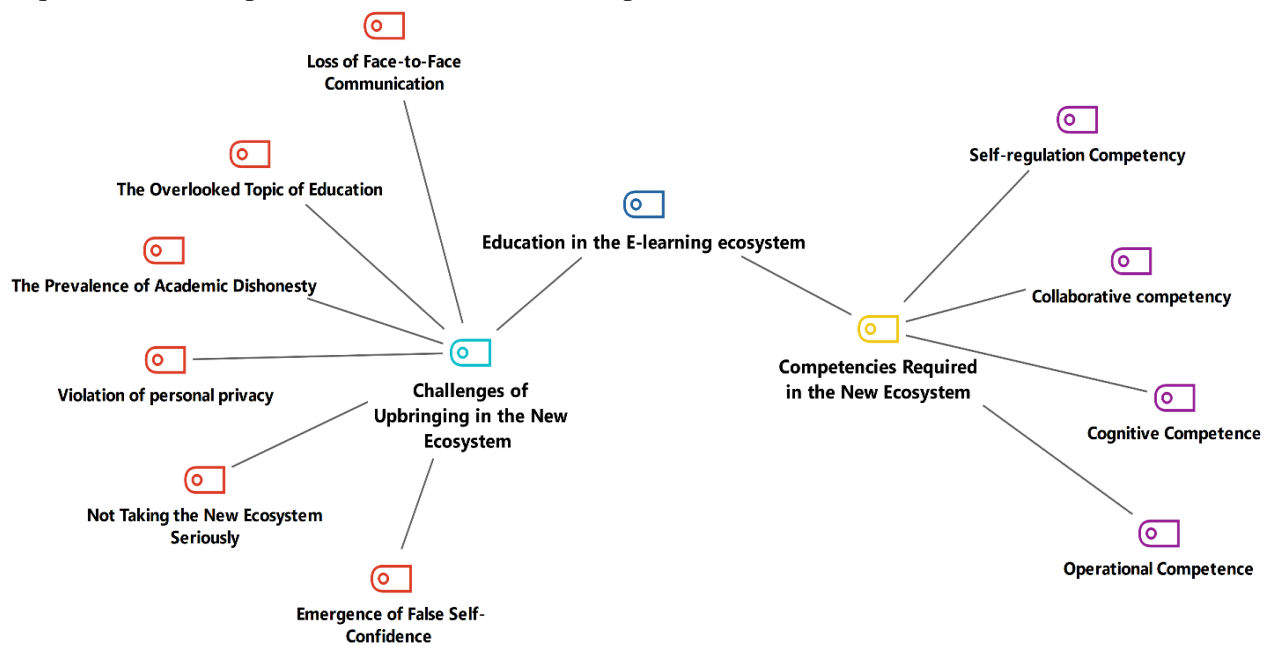 Loss of Face-to-Face
Communication
The Overlooked Topic of Education
The Prevalence of Academic Dishonesty
Violation of personal privacy
Not Taking the New Ecosystem
Seriously
Emergence of False Self-
Confidence
Challenges of
Upbringing in the New
Ecosystem
Education in the E-learning ecosystem
Competencies Required
in the New Ecosystem
Self-regulation Competency
Collaborative competency
Cognitive Competence
Operational Competence